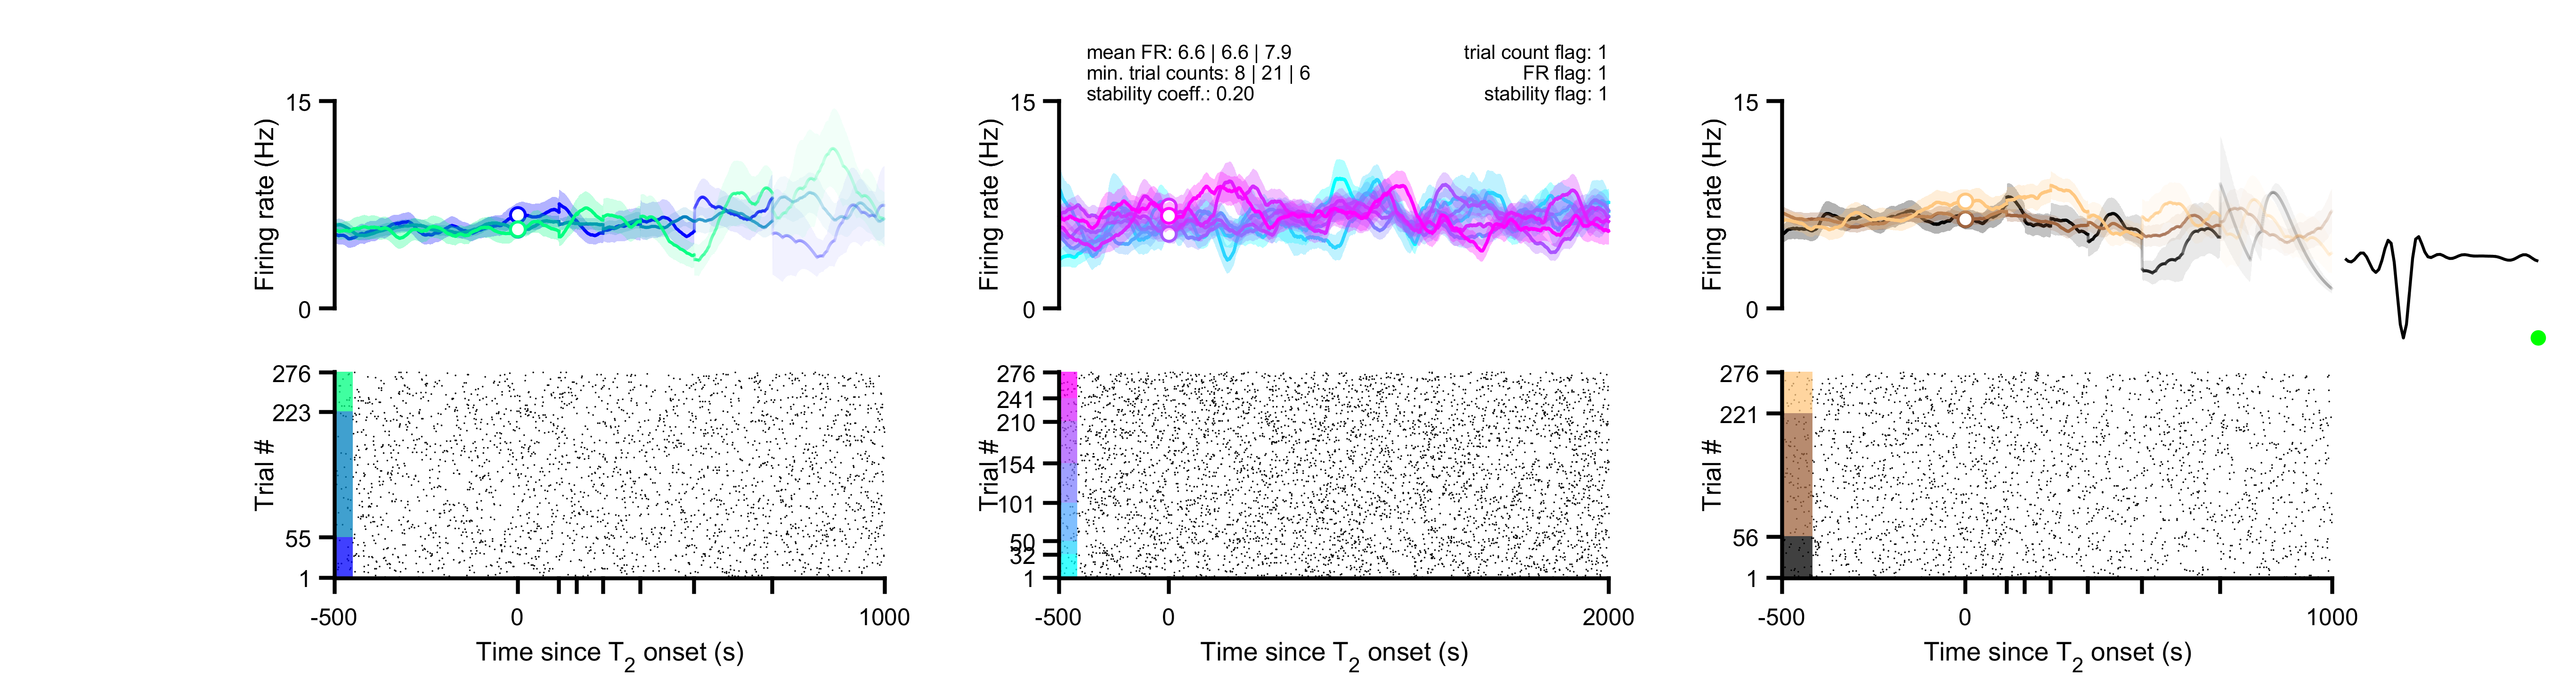 mean FR: 6.6 | 6.6 | 7.9
min. trial counts: 8 | 21 | 6
stability coeff.: 0.20
trial count flag: 1
FR flag: 1
stability flag: 1
15
Firing rate (Hz)
0
276
223
Trial #
55
1
-500
0
1000
Time since T2 onset (s)
15
Firing rate (Hz)
0
276
241
210
Trial #
154
101
50
32
1
-500
0
2000
Time since T2 onset (s)
15
Firing rate (Hz)
0
276
221
Trial #
56
1
-500
0
1000
Time since T2 onset (s)